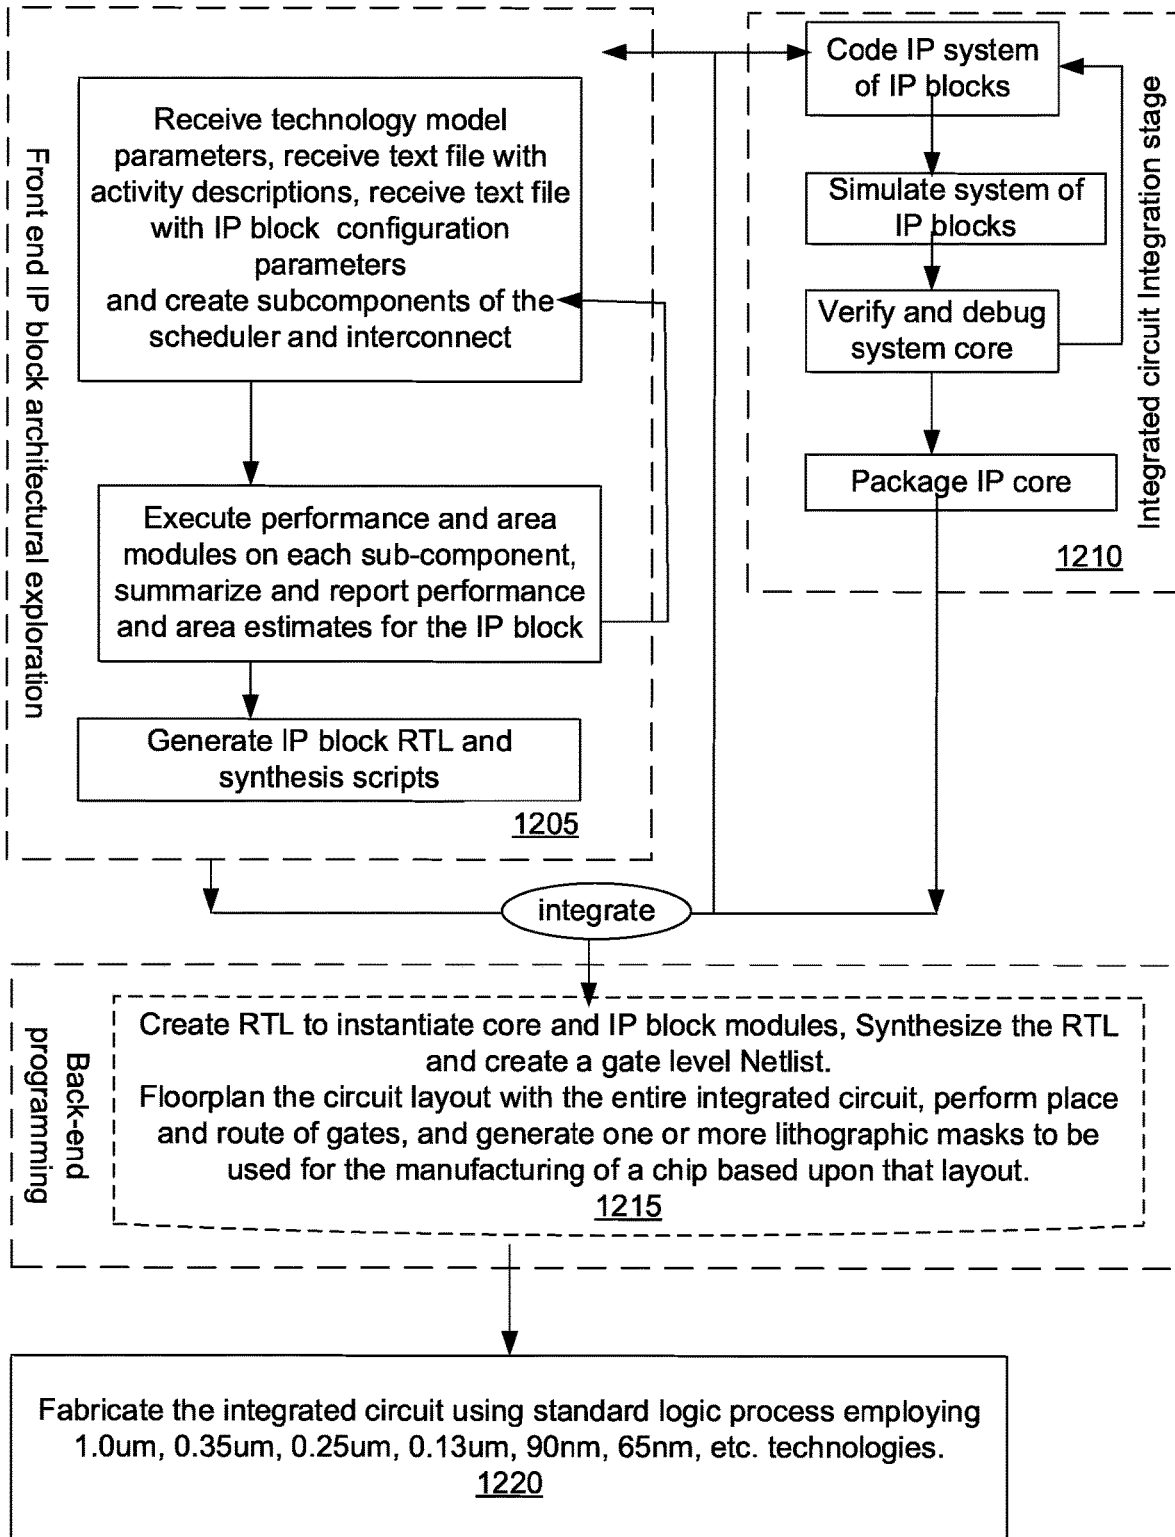 Front end IP block architectural exploration
Receive technology model
parameters, receive text file with
activity descriptions, receive text file
with IP block configuration
parameters
and create subcomponents of the
scheduler and interconnect
Execute performance and area
modules on each sub-component,
summarize and report performance
and area estimates for the IP block
Generate IP block RTL and
synthesis scripts
1205
Code IP system
of IP blocks
Simulate system of
IP blocks
Verify and debug
system core
Package IP core
1210
Integrated circuit Integration stage
integrate
Back-end
programming
Create RTL to instantiate core and IP block modules, Synthesize the RTL
and create a gate level Netlist.
Floorplan the circuit layout with the entire integrated circuit, perform place
and route of gates, and generate one or more lithographic masks to be
used for the manufacturing of a chip based upon that layout.
1215
Fabricate the integrated circuit using standard logic process employing
1.0um, 0.35um, 0.25um, 0.13um, 90nm, 65nm, etc. technologies.
1220